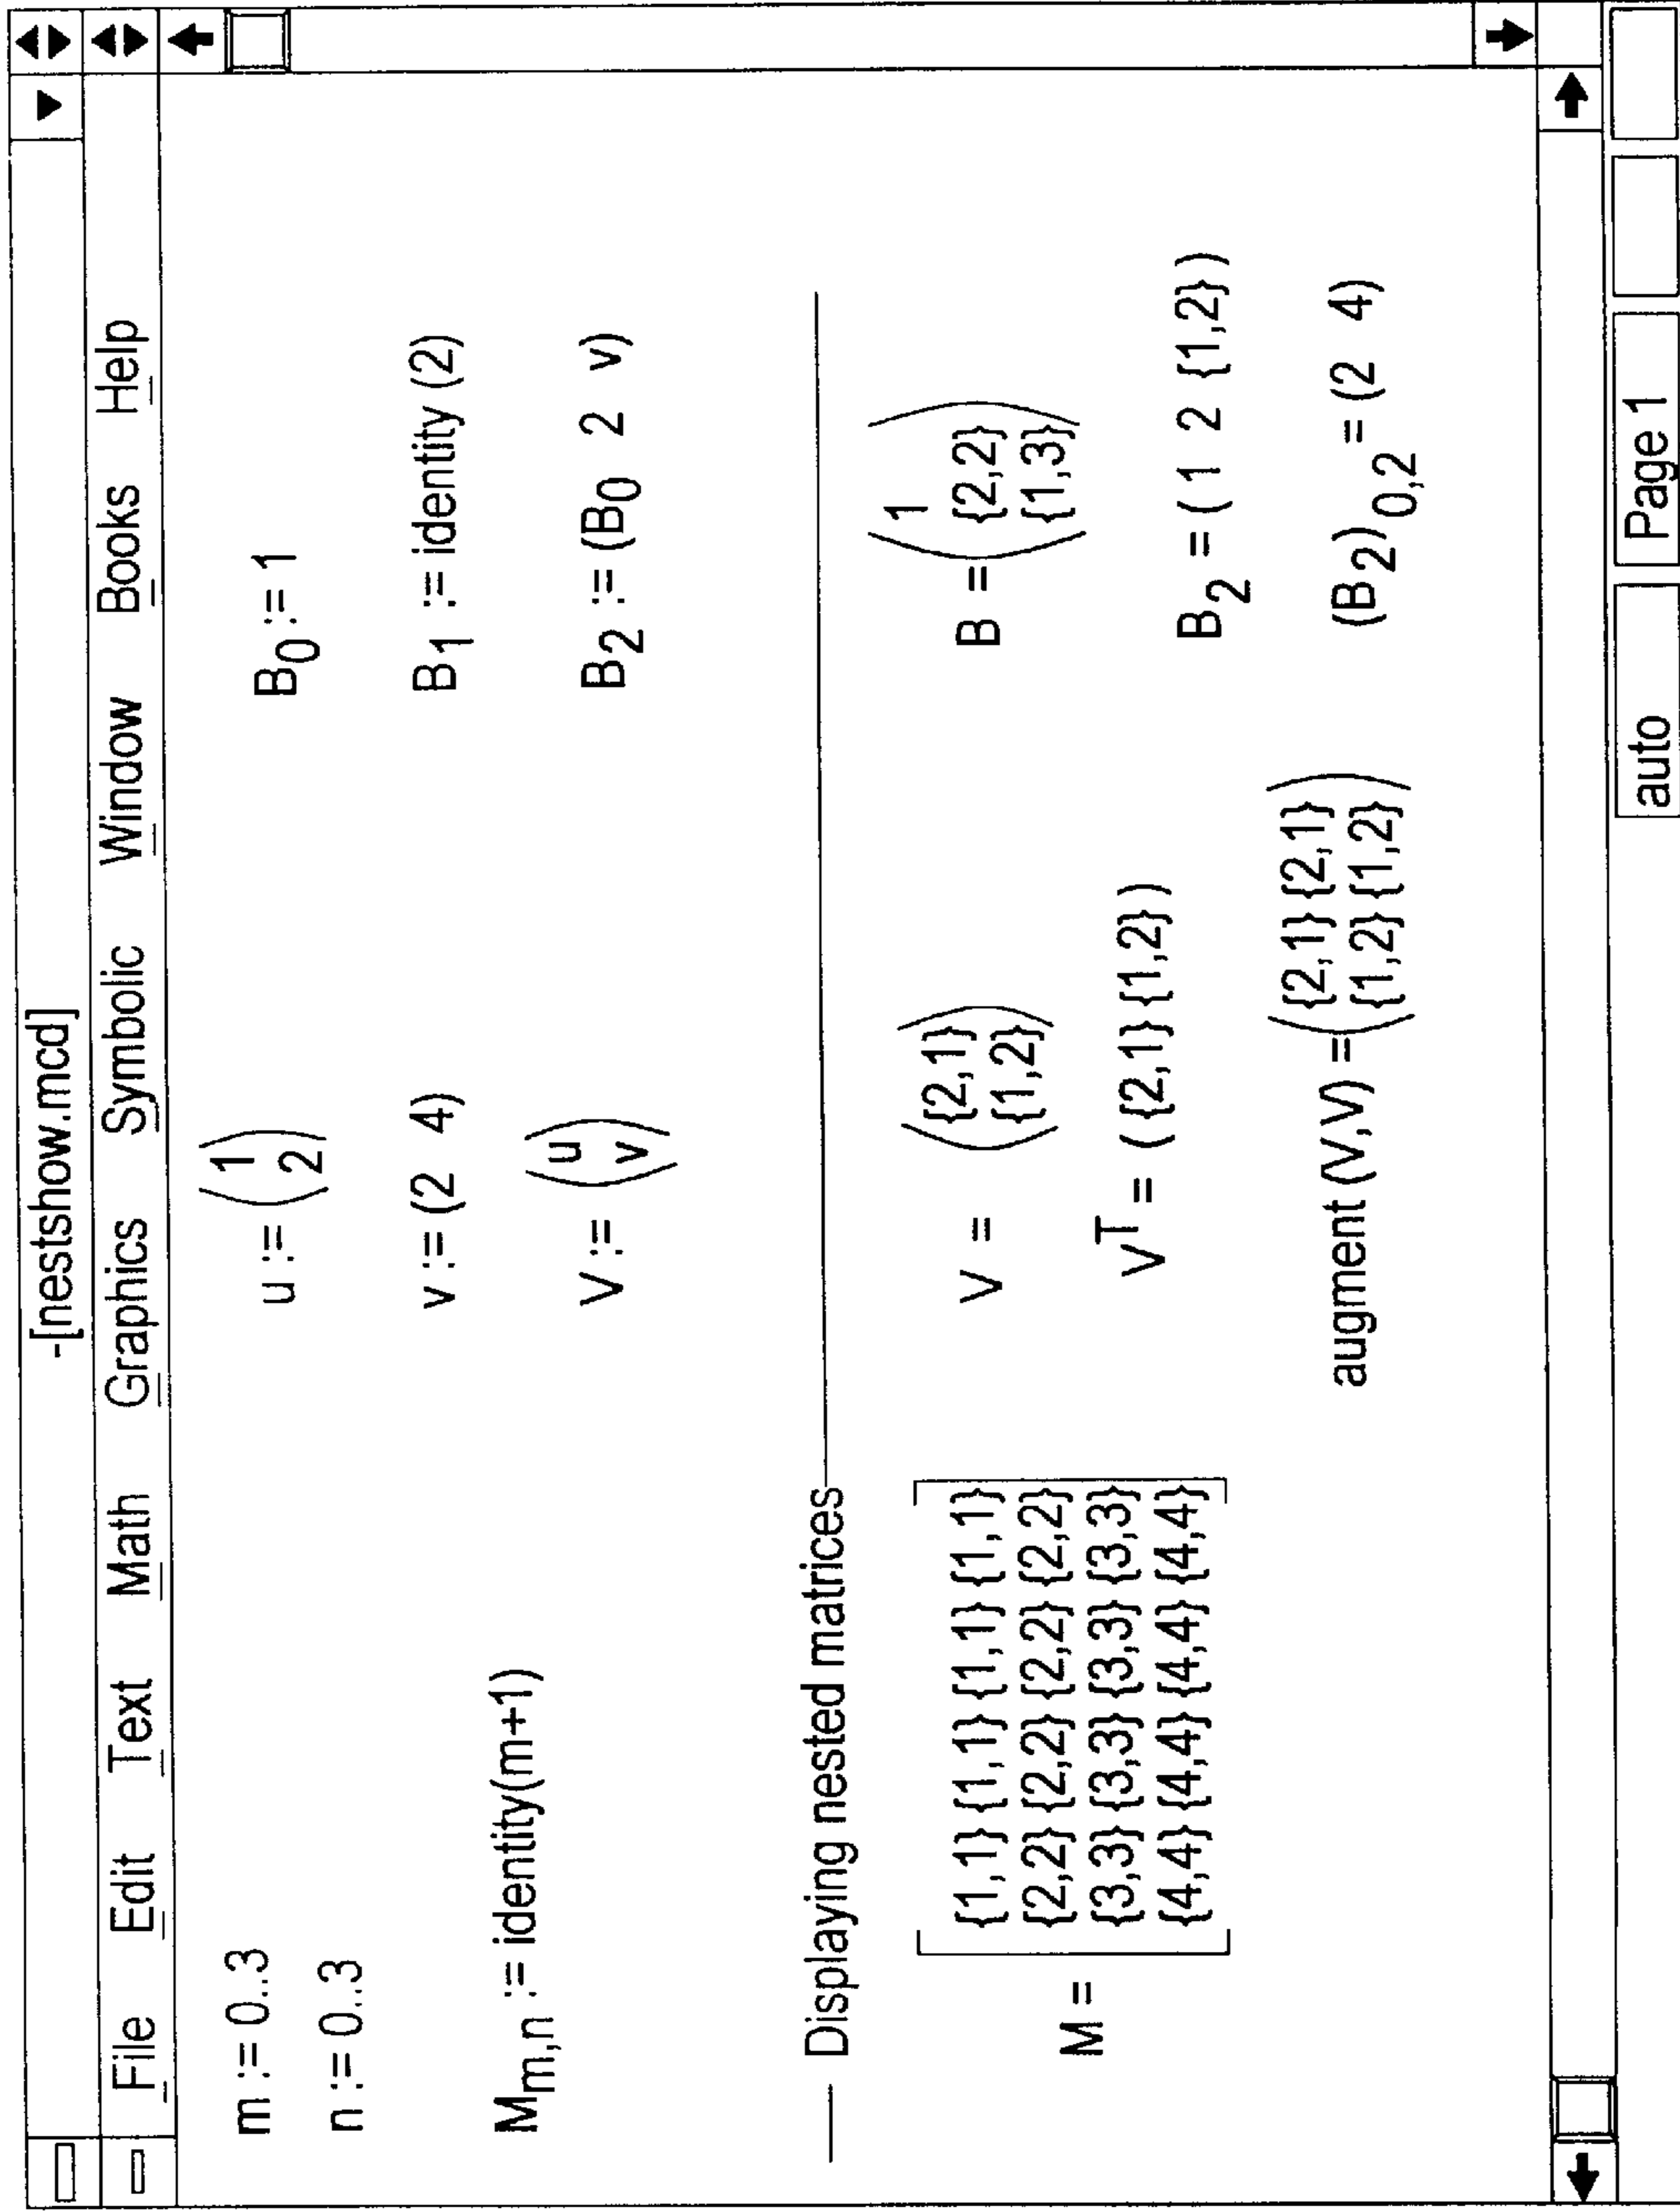 -[nestshow.mcd]
File Edit Text Math Graphics Symbolic Window Books Help
m := 0..3
n := 0..3
M m,n := identity(m+1)
u := (1
2)
v := (2 4)
V := (u
v)
B0 := 1
B1 := identity (2)
B2 := (B0 2 v)
Displaying nested matrices
M = [{1,1} {1,1} {1,1} {1,1}
{2,2} {2,2} {2,2} {2,2}
{3,3} {3,3} {3,3} {3,3}
{4,4} {4,4} {4,4} {4,4}]
V = ({2,1}
{1,2})
V^T = ( {2,1} {1,2} )
augment (V,V) = ({2,1} {2,1}
{1,2} {1,2})
B = (1
{2,2}
{1,3})
B2 = ( 1 2 {1,2} )
(B2)0,2 = (2 4)
auto Page 1